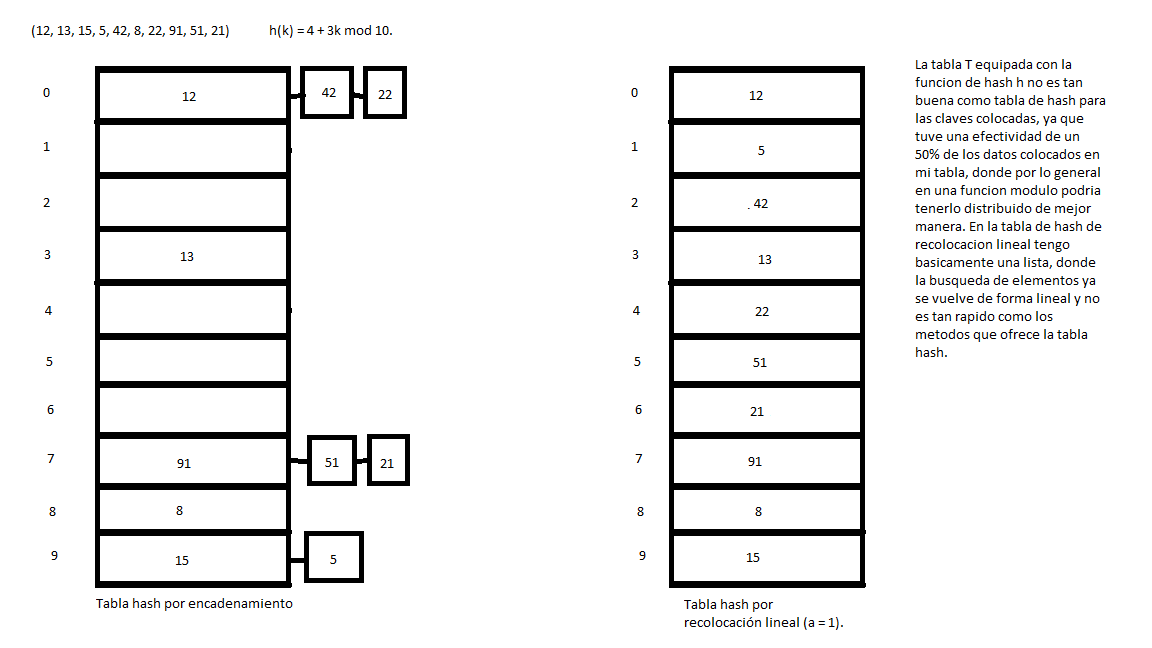 (12, 13, 15, 5, 42, 8, 22, 91, 51, 21) h(k) = 4 + 3k mod 10.
0 12 42 22
1
2
3 13
4
5
6
7 91 51 21
8 8
9 15 5
Tabla hash por encadenamiento
0 12
1 5
2 . 42
3 13
4 22
5 51
6 21
7 91
8 8
9 15
Tabla hash por
recolocación lineal (a = 1).
La tabla T equipada con la
funcion de hash h no es tan
buena como tabla de hash para
las claves colocadas, ya que
tuve una efectividad de un
50% de los datos colocados en
mi tabla, donde por lo general
en una funcion modulo podria
tenerlo distribuido de mejor
manera. En la tabla de hash de
recolocacion lineal tengo
basicamente una lista, donde
la busqueda de elementos ya
se vuelve de forma lineal y no
es tan rapido como los
metodos que ofrece la tabla
hash.